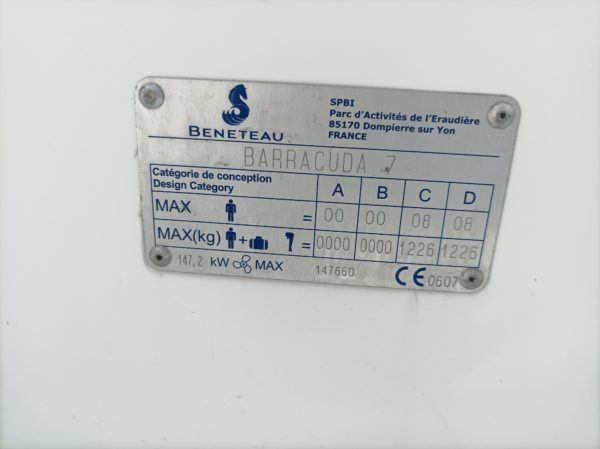 BENETEAU
SPBI
Parc d'Activités de l'Eraudière
85170 Dompierre sur Yon
FRANCE
BARRACUDA 7
Catégorie de conception
Design Category
A B C D
MAX = 00 00 08 08
MAX(kg) + = 0000 0000 1226 1226
147,2 kW MAX 147660 CE 0607